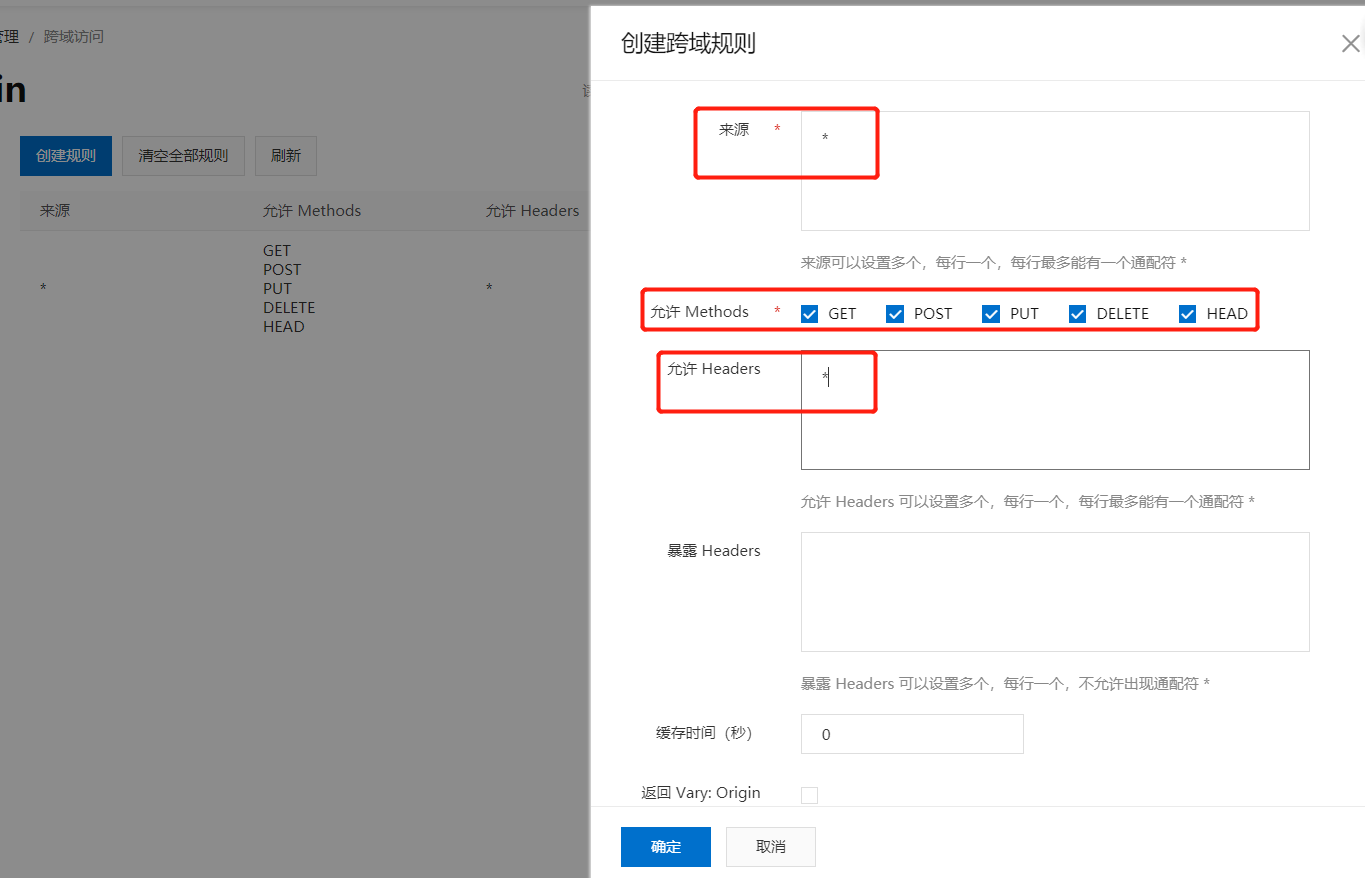 管理 / 跨域访问
in
创建规则 清空全部规则 刷新
来源 允许 Methods 允许 Headers
GET
POST
* PUT *
DELETE
HEAD
创建跨域规则
来源 * *
来源可以设置多个，每行一个，每行最多能有一个通配符 *
允许 Methods * GET POST PUT DELETE HEAD
允许 Headers *
允许 Headers 可以设置多个，每行一个，每行最多能有一个通配符 *
暴露 Headers
暴露 Headers 可以设置多个，每行一个，不允许出现通配符 *
缓存时间（秒） 0
返回 Vary: Origin
确定 取消